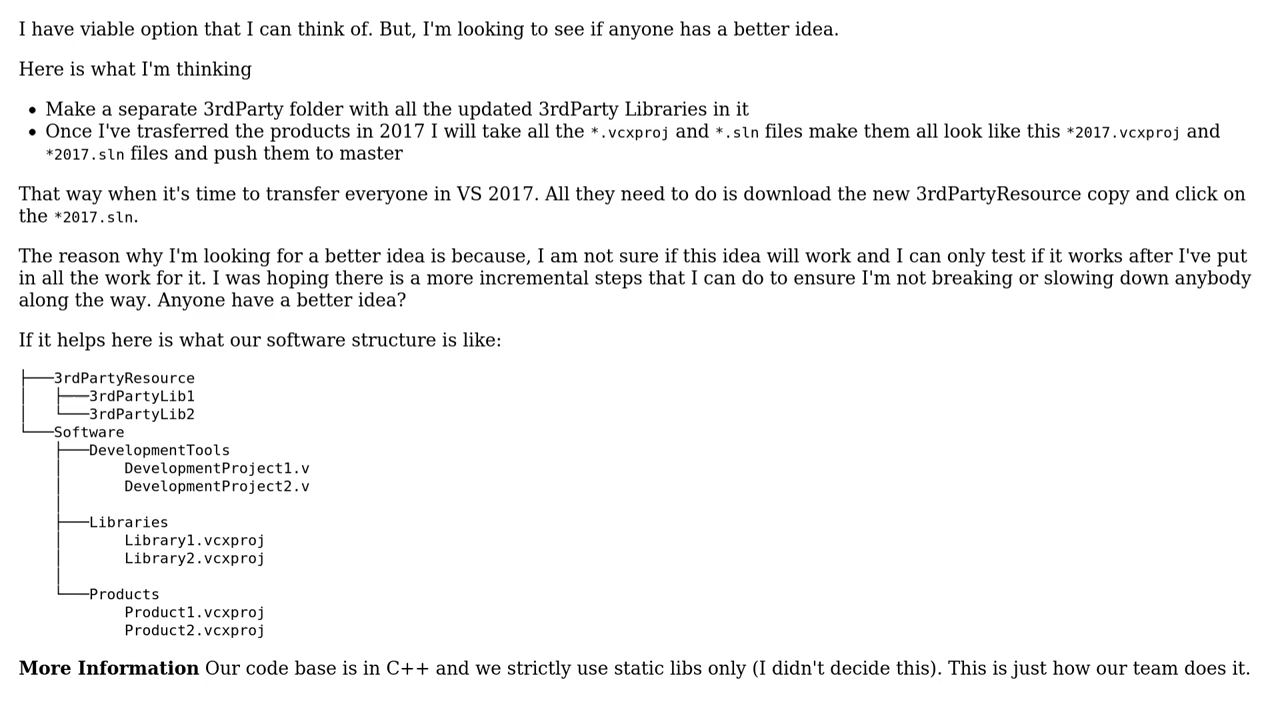 I have viable option that I can think of. But, I'm looking to see if anyone has a better idea.
Here is what I'm thinking
• Make a separate 3rdParty folder with all the updated 3rdParty Libraries in it
• Once I've trasferred the products in 2017 I will take all the *.vcxproj and *.sln files make them all look like this *2017.vcxproj and
*2017.sln files and push them to master
That way when it's time to transfer everyone in VS 2017. All they need to do is download the new 3rdPartyResource copy and click on
the *2017.sln.
The reason why I'm looking for a better idea is because, I am not sure if this idea will work and I can only test if it works after I've put
in all the work for it. I was hoping there is a more incremental steps that I can do to ensure I'm not breaking or slowing down anybody
along the way. Anyone have a better idea?
If it helps here is what our software structure is like:
├───3rdPartyResource
│   ├───3rdPartyLib1
│   └───3rdPartyLib2
└───Software
    ├───DevelopmentTools
    │       DevelopmentProject1.v
    │       DevelopmentProject2.v
    │
    ├───Libraries
    │       Library1.vcxproj
    │       Library2.vcxproj
    │
    └───Products
            Product1.vcxproj
            Product2.vcxproj
More Information Our code base is in C++ and we strictly use static libs only (I didn't decide this). This is just how our team does it.